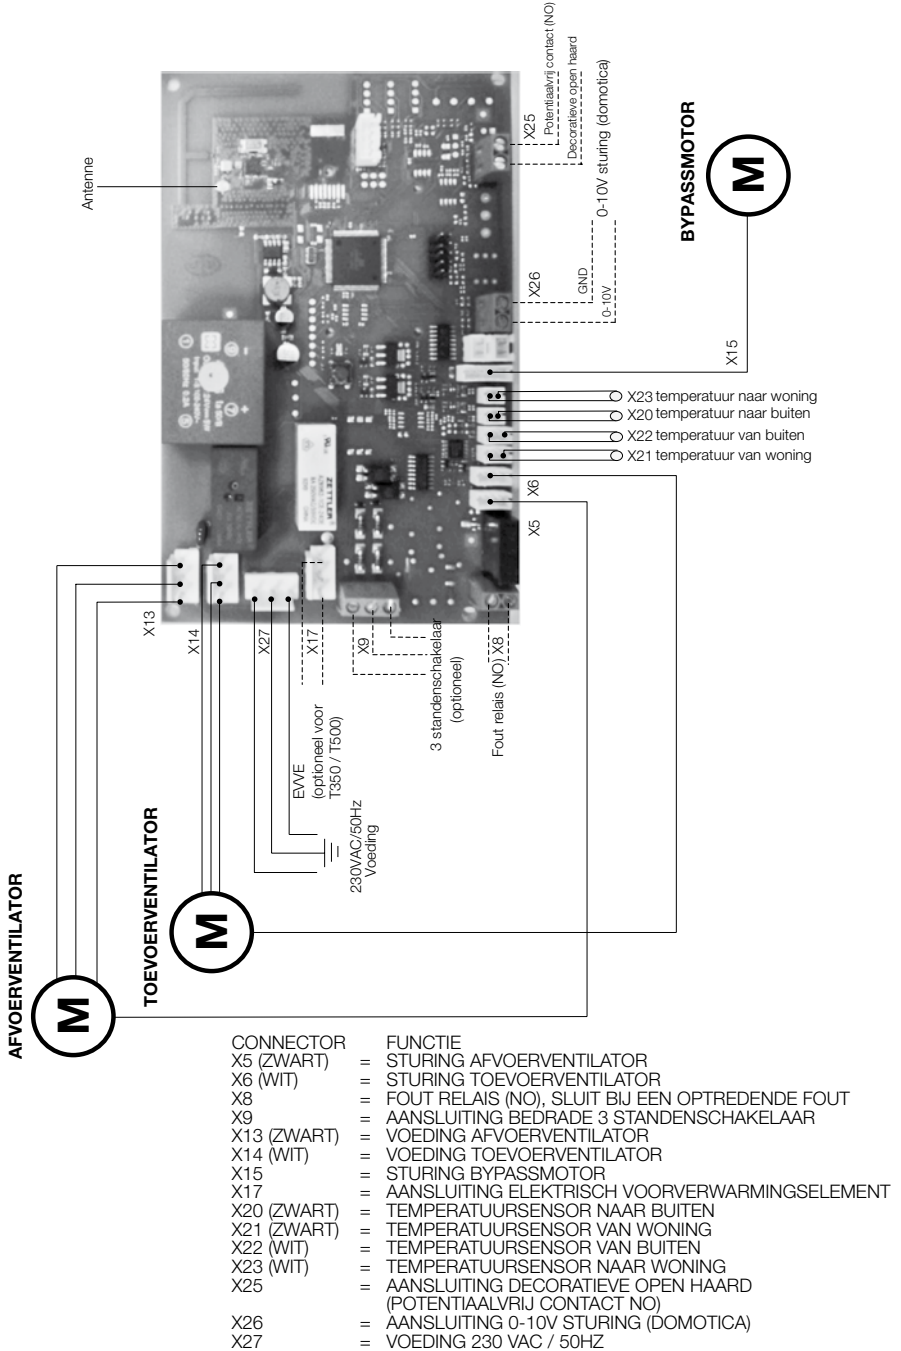 Antenne
X25
Potentiaalvrij contact (NO)
Decoratieve open haard
0-10V sturing (domotica)
X26
GND
0-10V
BYPASSMOTOR
M
X15
X23 temperatuur naar woning
X20 temperatuur naar buiten
X22 temperatuur van buiten
X21 temperatuur van woning
X6
X5
ZETTLER
X13
X14
X27
X17
X9
X8
3 standenschakelaar
(optioneel)
Fout relais (NO)
EVVE
(optioneel voor
T350 / T500)
230VAC/50Hz
Voeding
TOEVOERVENTILATOR
M
AFVOERVENTILATOR
M
CONNECTOR FUNCTIE
X5 (ZWART) = STURING AFVOERVENTILATOR
X6 (WIT) = STURING TOEVOERVENTILATOR
X8 = FOUT RELAIS (NO), SLUIT BIJ EEN OPTREDENDE FOUT
X9 = AANSLUITING BEDRADE 3 STANDENSCHAKELAAR
X13 (ZWART) = VOEDING AFVOERVENTILATOR
X14 (WIT) = VOEDING TOEVOERVENTILATOR
X15 = STURING BYPASSMOTOR
X17 = AANSLUITING ELEKTRISCH VOORVERWARMINGSELEMENT
X20 (ZWART) = TEMPERATUURSENSOR NAAR BUITEN
X21 (ZWART) = TEMPERATUURSENSOR VAN WONING
X22 (WIT) = TEMPERATUURSENSOR VAN BUITEN
X23 (WIT) = TEMPERATUURSENSOR NAAR WONING
X25 = AANSLUITING DECORATIEVE OPEN HAARD
(POTENTIAALVRIJ CONTACT NO)
X26 = AANSLUITING 0-10V STURING (DOMOTICA)
X27 = VOEDING 230 VAC / 50HZ